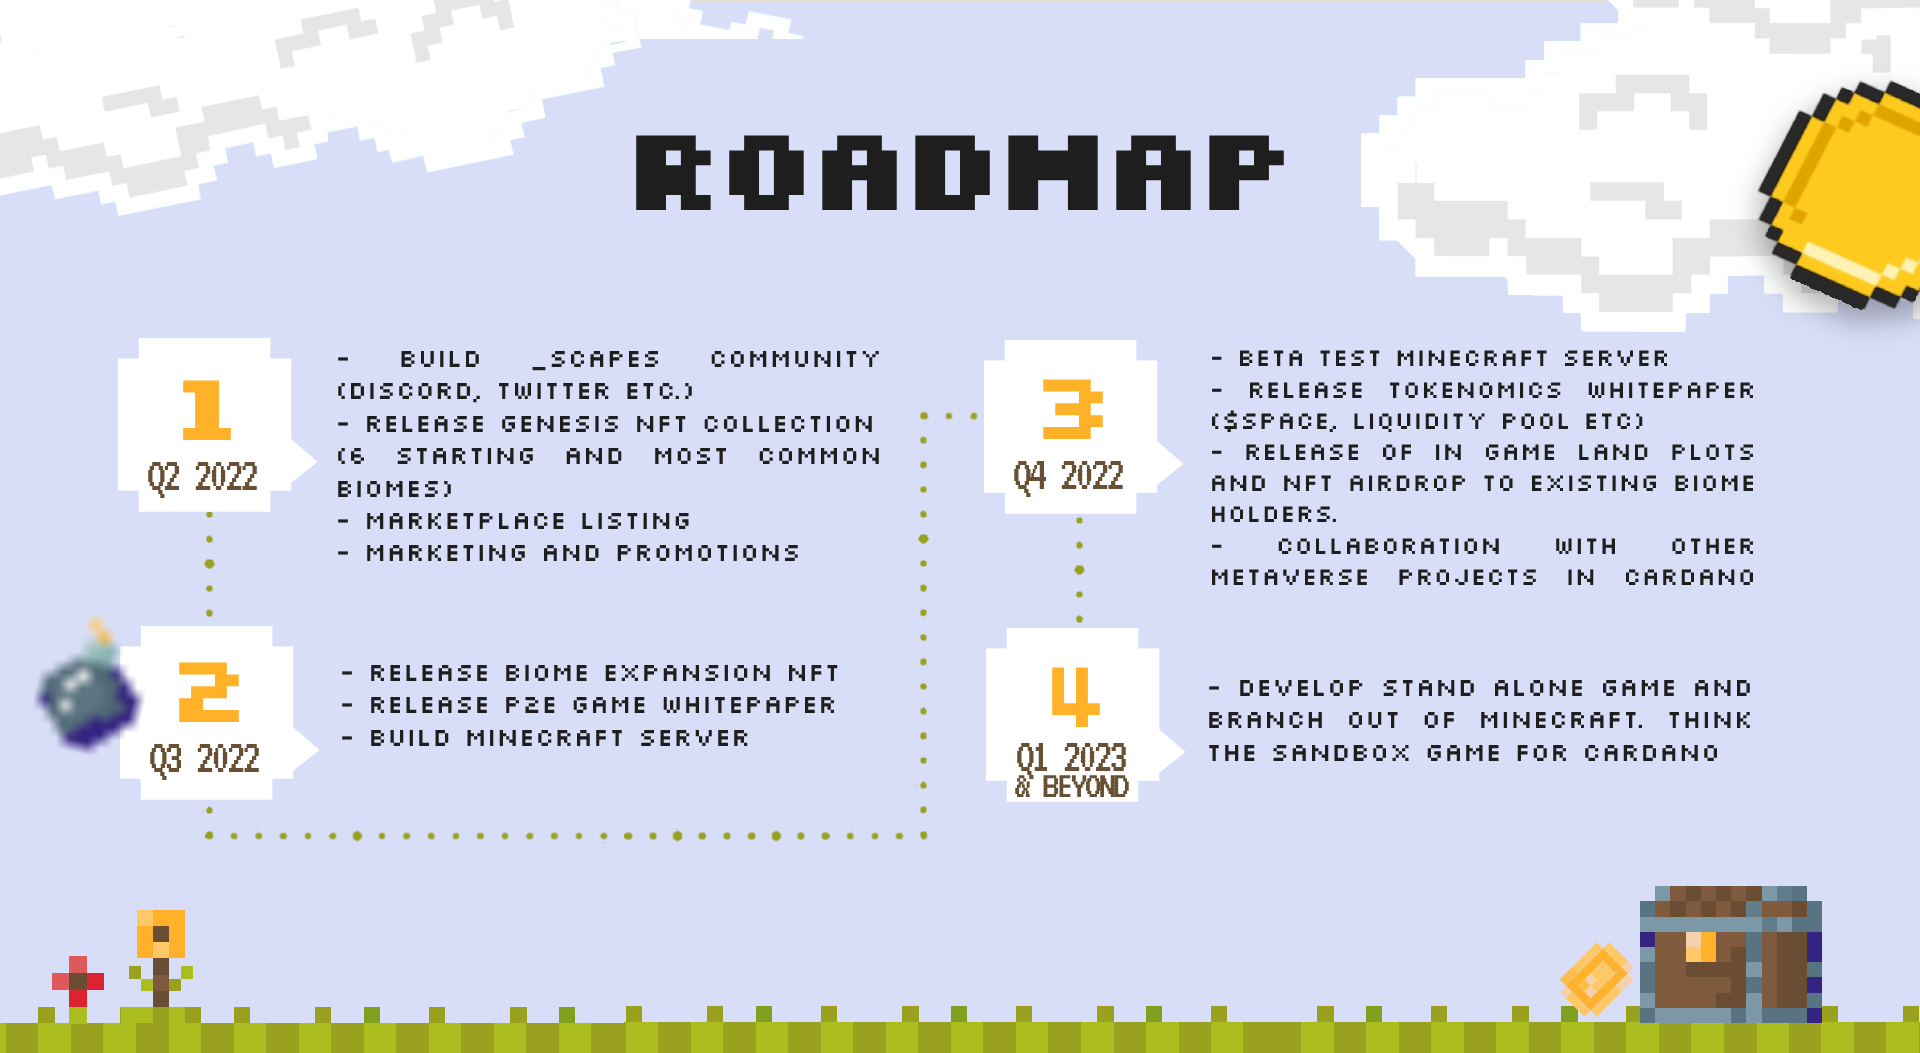 ROADMAP
1
Q2 2022
- BUILD _SCAPES COMMUNITY
(DISCORD, TWITTER ETC.)
- RELEASE GENESIS NFT COLLECTION
(6 STARTING AND MOST COMMON
BIOMES)
- MARKETPLACE LISTING
- MARKETING AND PROMOTIONS
2
Q3 2022
- RELEASE BIOME EXPANSION NFT
- RELEASE P2E GAME WHITEPAPER
- BUILD MINECRAFT SERVER
3
Q4 2022
- BETA TEST MINECRAFT SERVER
- RELEASE TOKENOMICS WHITEPAPER
($SPACE, LIQUIDITY POOL ETC)
- RELEASE OF IN GAME LAND PLOTS
AND NFT AIRDROP TO EXISTING BIOME
HOLDERS.
- COLLABORATION WITH OTHER
METAVERSE PROJECTS IN CARDANO
4
Q1 2023
& BEYOND
- DEVELOP STAND ALONE GAME AND
BRANCH OUT OF MINECRAFT. THINK
THE SANDBOX GAME FOR CARDANO